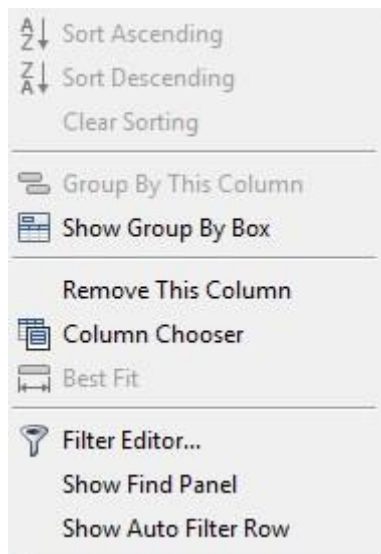 Sort Ascending
Sort Descending
Clear Sorting
Group By This Column
Show Group By Box
Remove This Column
Column Chooser
Best Fit
Filter Editor...
Show Find Panel
Show Auto Filter Row